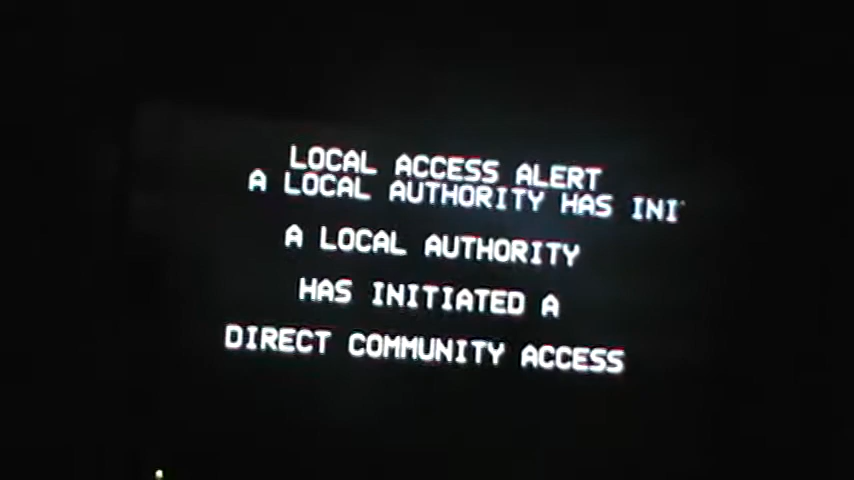 LOCAL ACCESS ALERT
A LOCAL AUTHORITY HAS INI
A LOCAL AUTHORITY
HAS INITIATED A
DIRECT COMMUNITY ACCESS